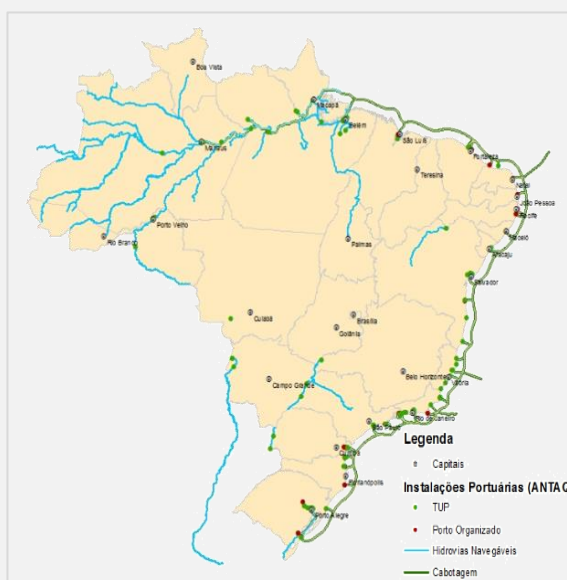 Boa Vista
Macapá
Belém
São Luís
Manaus
Fortaleza
Teresina
Natal
João Pessoa
Recife
Porto Velho
Maceió
Rio Branco
Palmas
Aracaju
Salvador
Cuiabá
Brasília
Goiânia
Campo Grande
Belo Horizonte
Vitória
Rio de Janeiro
São Paulo
Curitiba
Florianópolis
Porto Alegre
Legenda
Capitais
Instalações Portuárias (ANTAQ
TUP
Porto Organizado
Hidrovias Navegáveis
Cabotagem